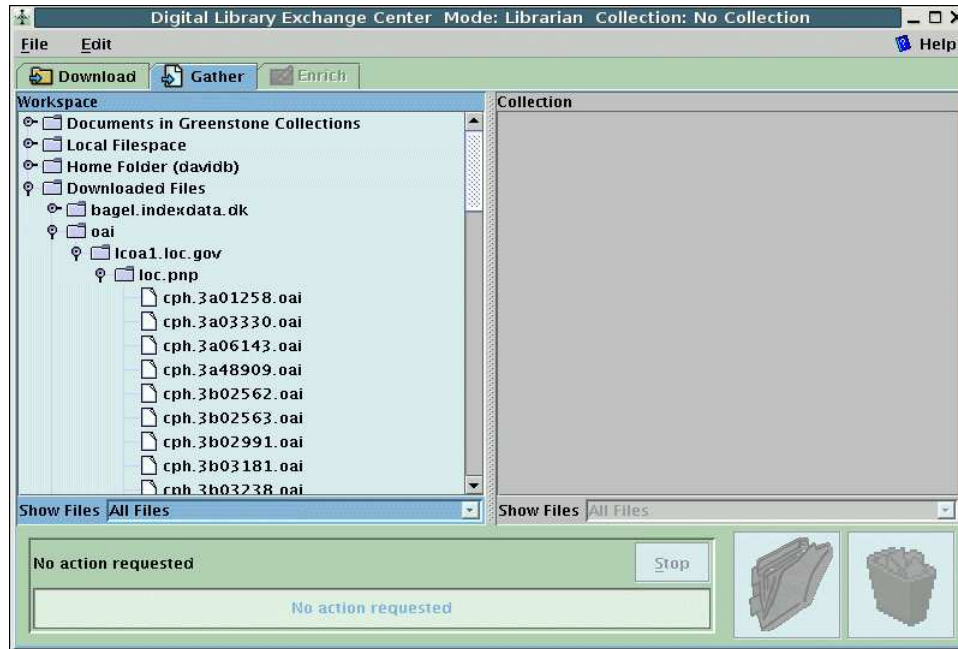 Digital Library Exchange Center Mode: Librarian Collection: No Collection
File Edit Help
Download Gather Enrich
Workspace
Documents in Greenstone Collections
Local Filespace
Home Folder (davidb)
Downloaded Files
bagel.indexdata.dk
oai
lcoa1.loc.gov
loc.pnp
cph.3a01258.oai
cph.3a03330.oai
cph.3a06143.oai
cph.3a48909.oai
cph.3b02562.oai
cph.3b02563.oai
cph.3b02991.oai
cph.3b03181.oai
cph.3b03238.oai
Show Files All Files
Collection
Show Files All Files
No action requested
Stop
No action requested